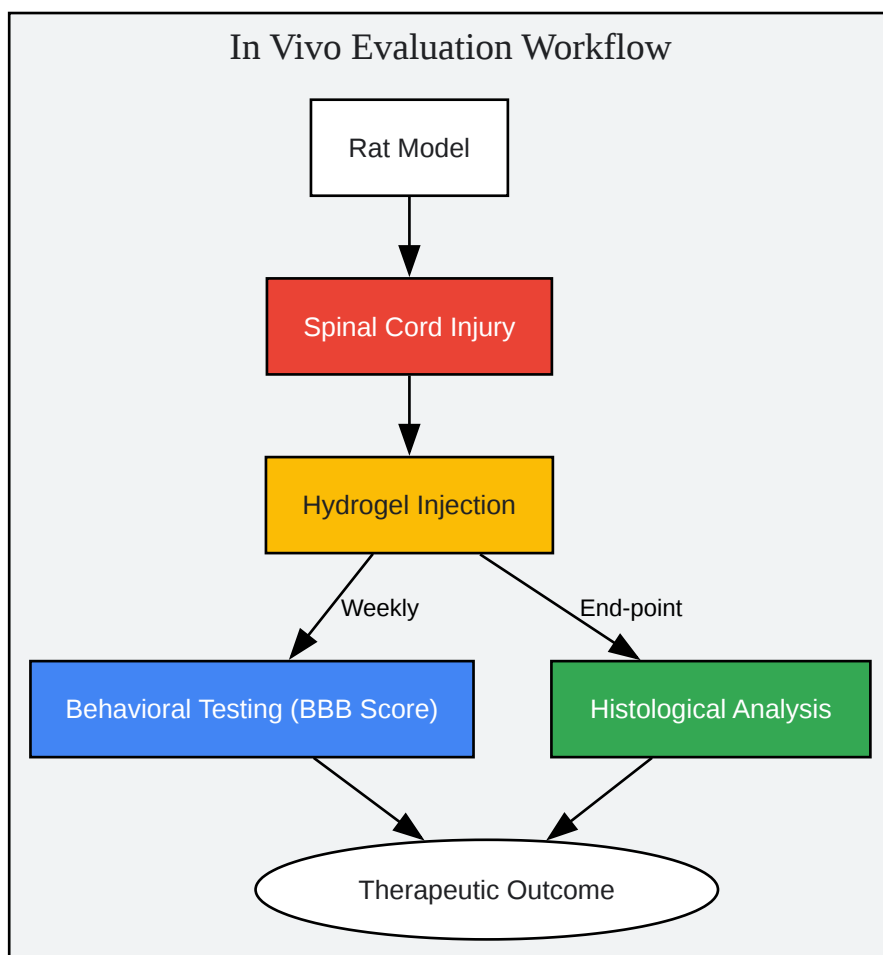 In Vivo Evaluation Workflow
Rat Model
Spinal Cord Injury
Hydrogel Injection
Weekly
End-point
Behavioral Testing (BBB Score)
Histological Analysis
Therapeutic Outcome